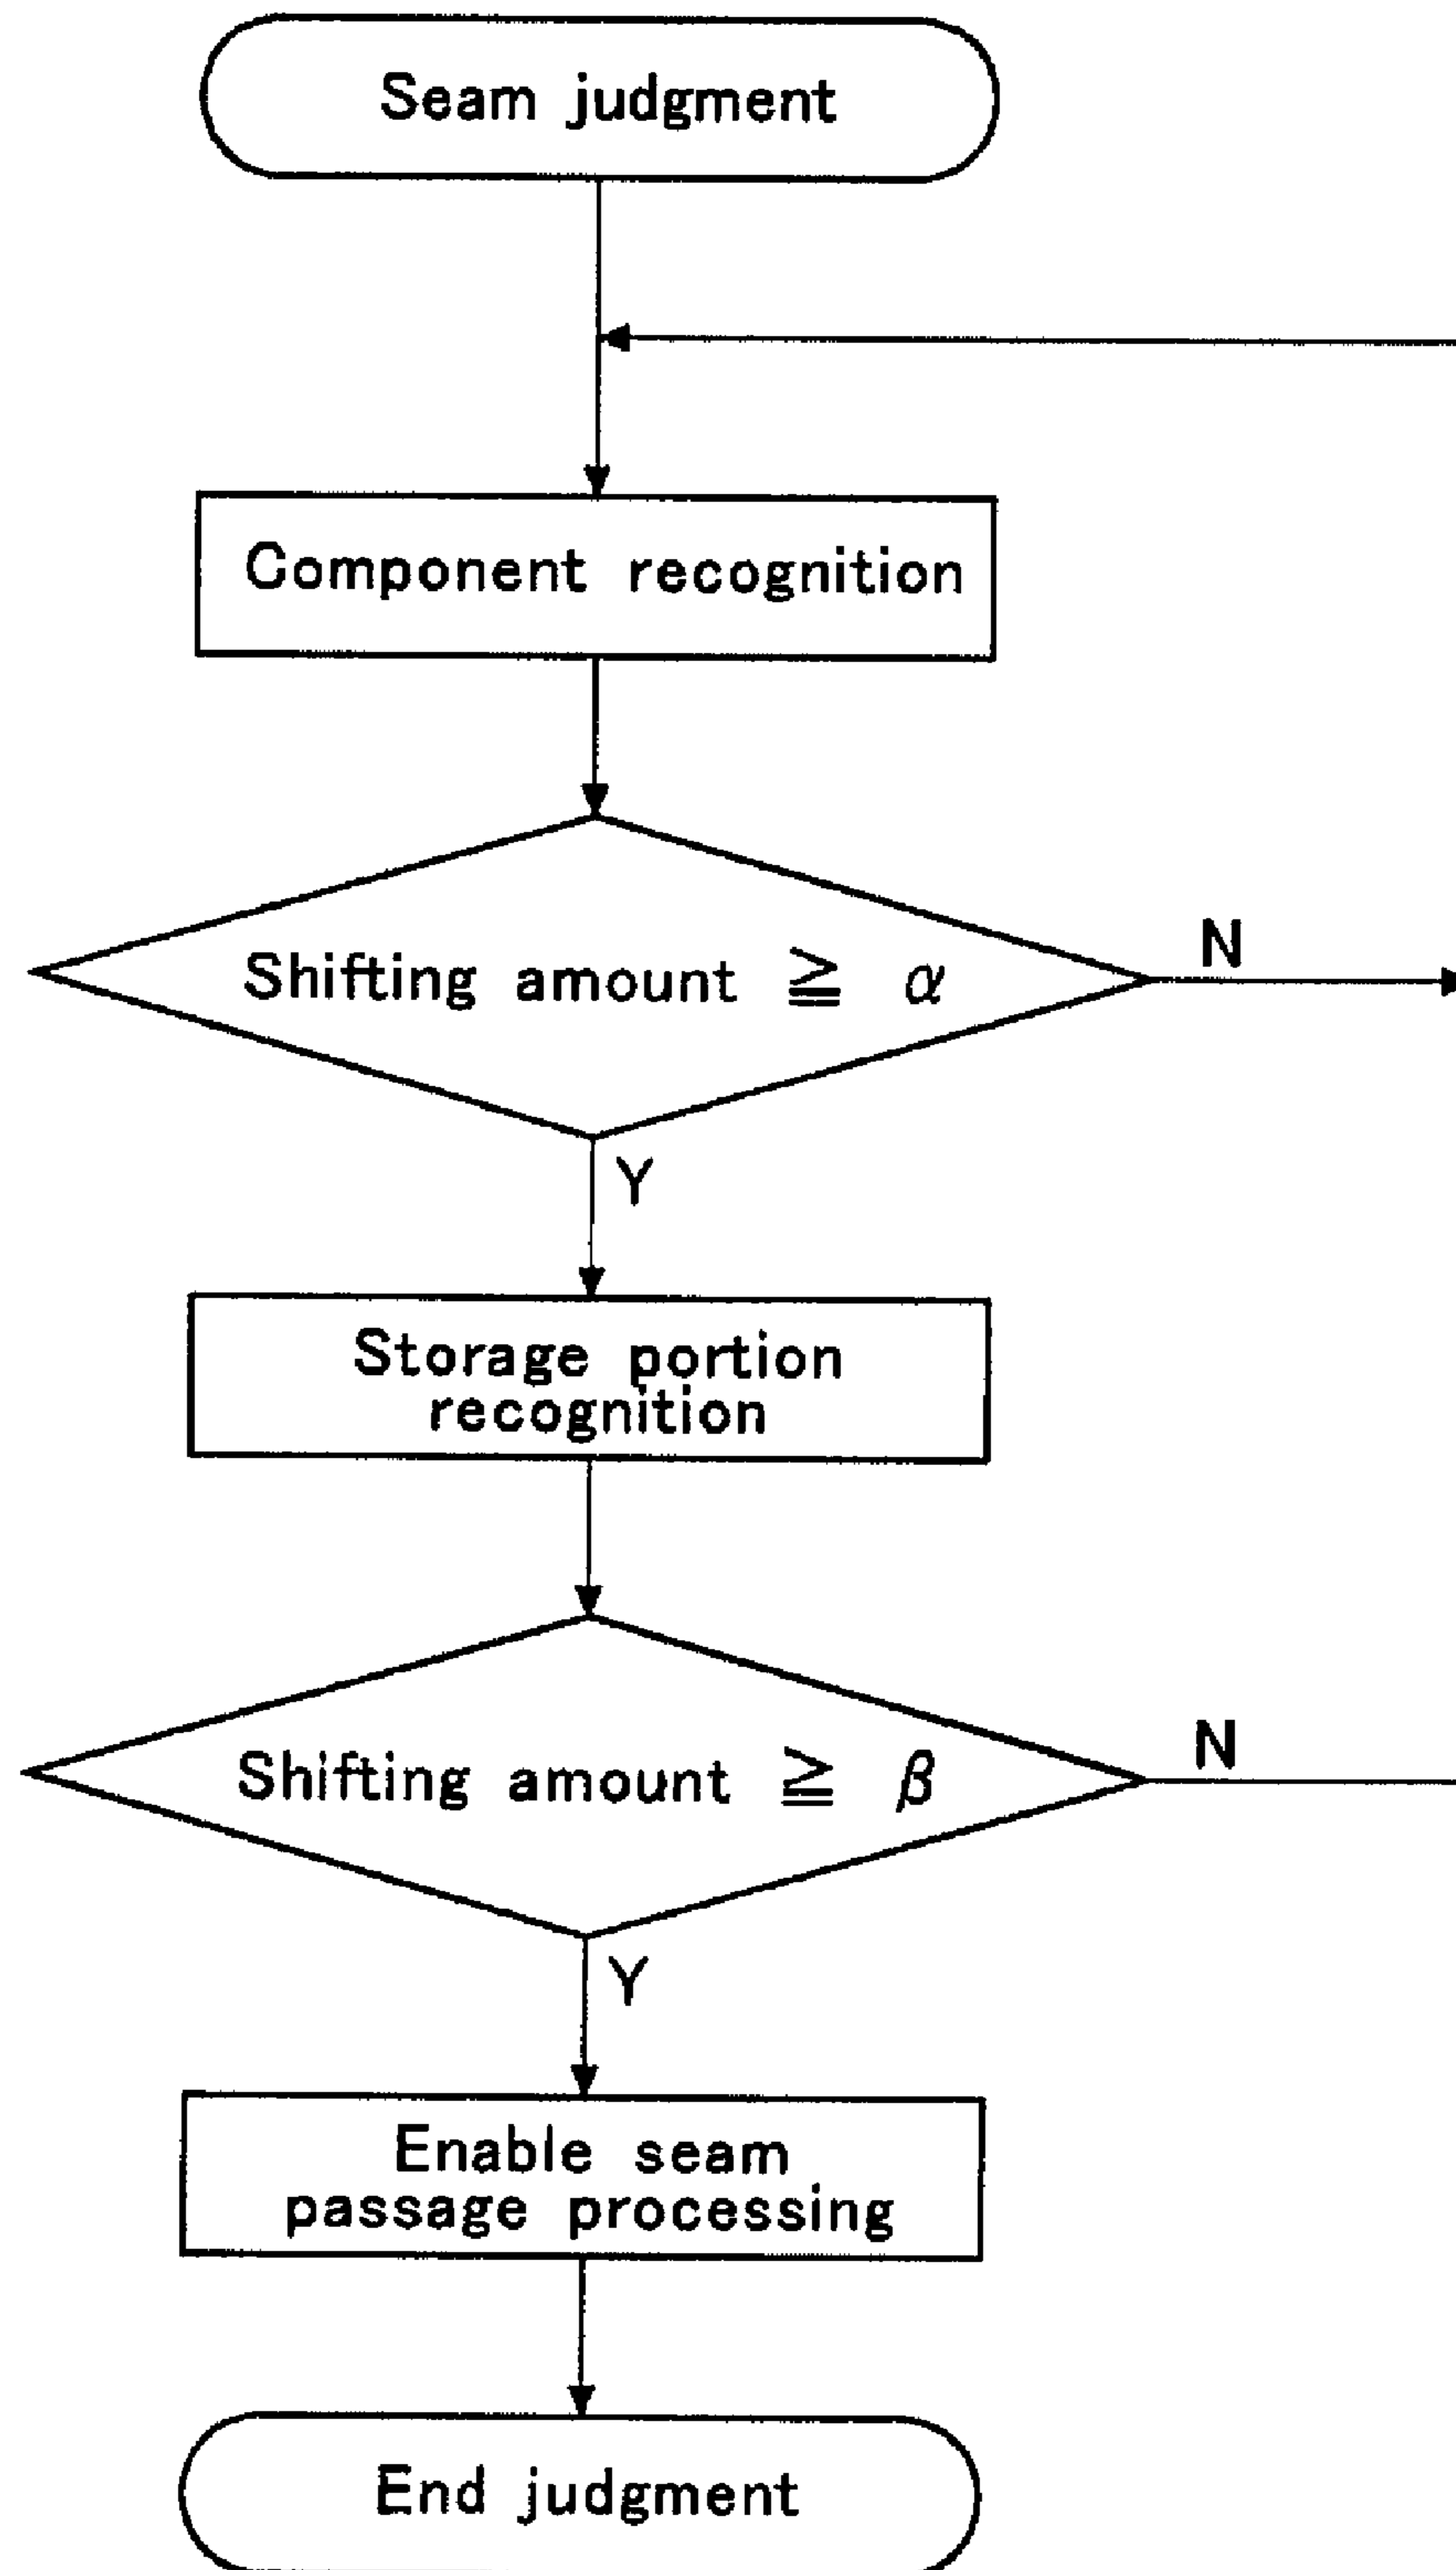 Seam judgment
Component recognition
Shifting amount ≧ α
N
Y
Storage portion
recognition
Shifting amount ≧ β
N
Y
Enable seam
passage processing
End judgment